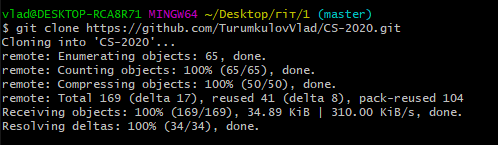 vlad@DESKTOP-RCA8R71 MINGW64 ~/Desktop/гіт/1 (master)
$ git clone https://github.com/TurumkulovVlad/CS-2020.git
Cloning into 'CS-2020'...
remote: Enumerating objects: 65, done.
remote: Counting objects: 100% (65/65), done.
remote: Compressing objects: 100% (50/50), done.
remote: Total 169 (delta 17), reused 41 (delta 8), pack-reused 104
Receiving objects: 100% (169/169), 34.89 KiB | 310.00 KiB/s, done.
Resolving deltas: 100% (34/34), done.